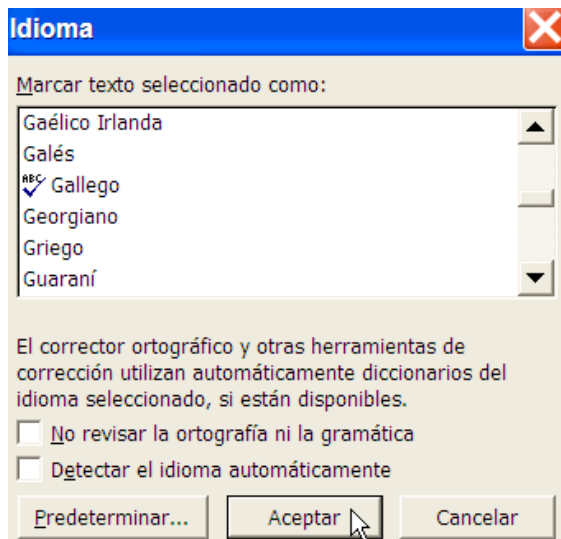 Idioma
Marcar texto seleccionado como:
Gaélico Irlanda
Galés
ABC Gallego
Georgiano
Griego
Guaraní
El corrector ortográfico y otras herramientas de
corrección utilizan automáticamente diccionarios del
idioma seleccionado, si están disponibles.
No revisar la ortografía ni la gramática
Detectar el idioma automáticamente
Predeterminar... Aceptar Cancelar